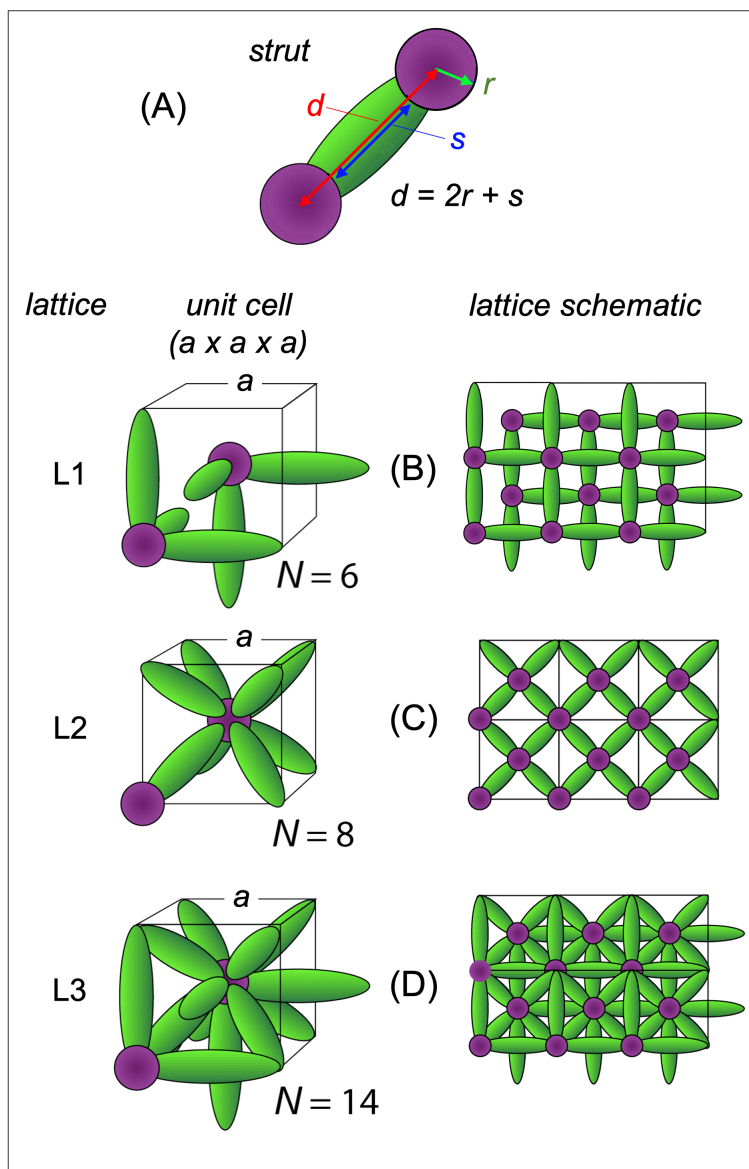 strut
(A)
r
d
s
d = 2r + s
lattice
unit cell
(a x a x a)
lattice schematic
a
L1
(B)
N = 6
a
L2
(C)
N = 8
a
L3
(D)
N = 14